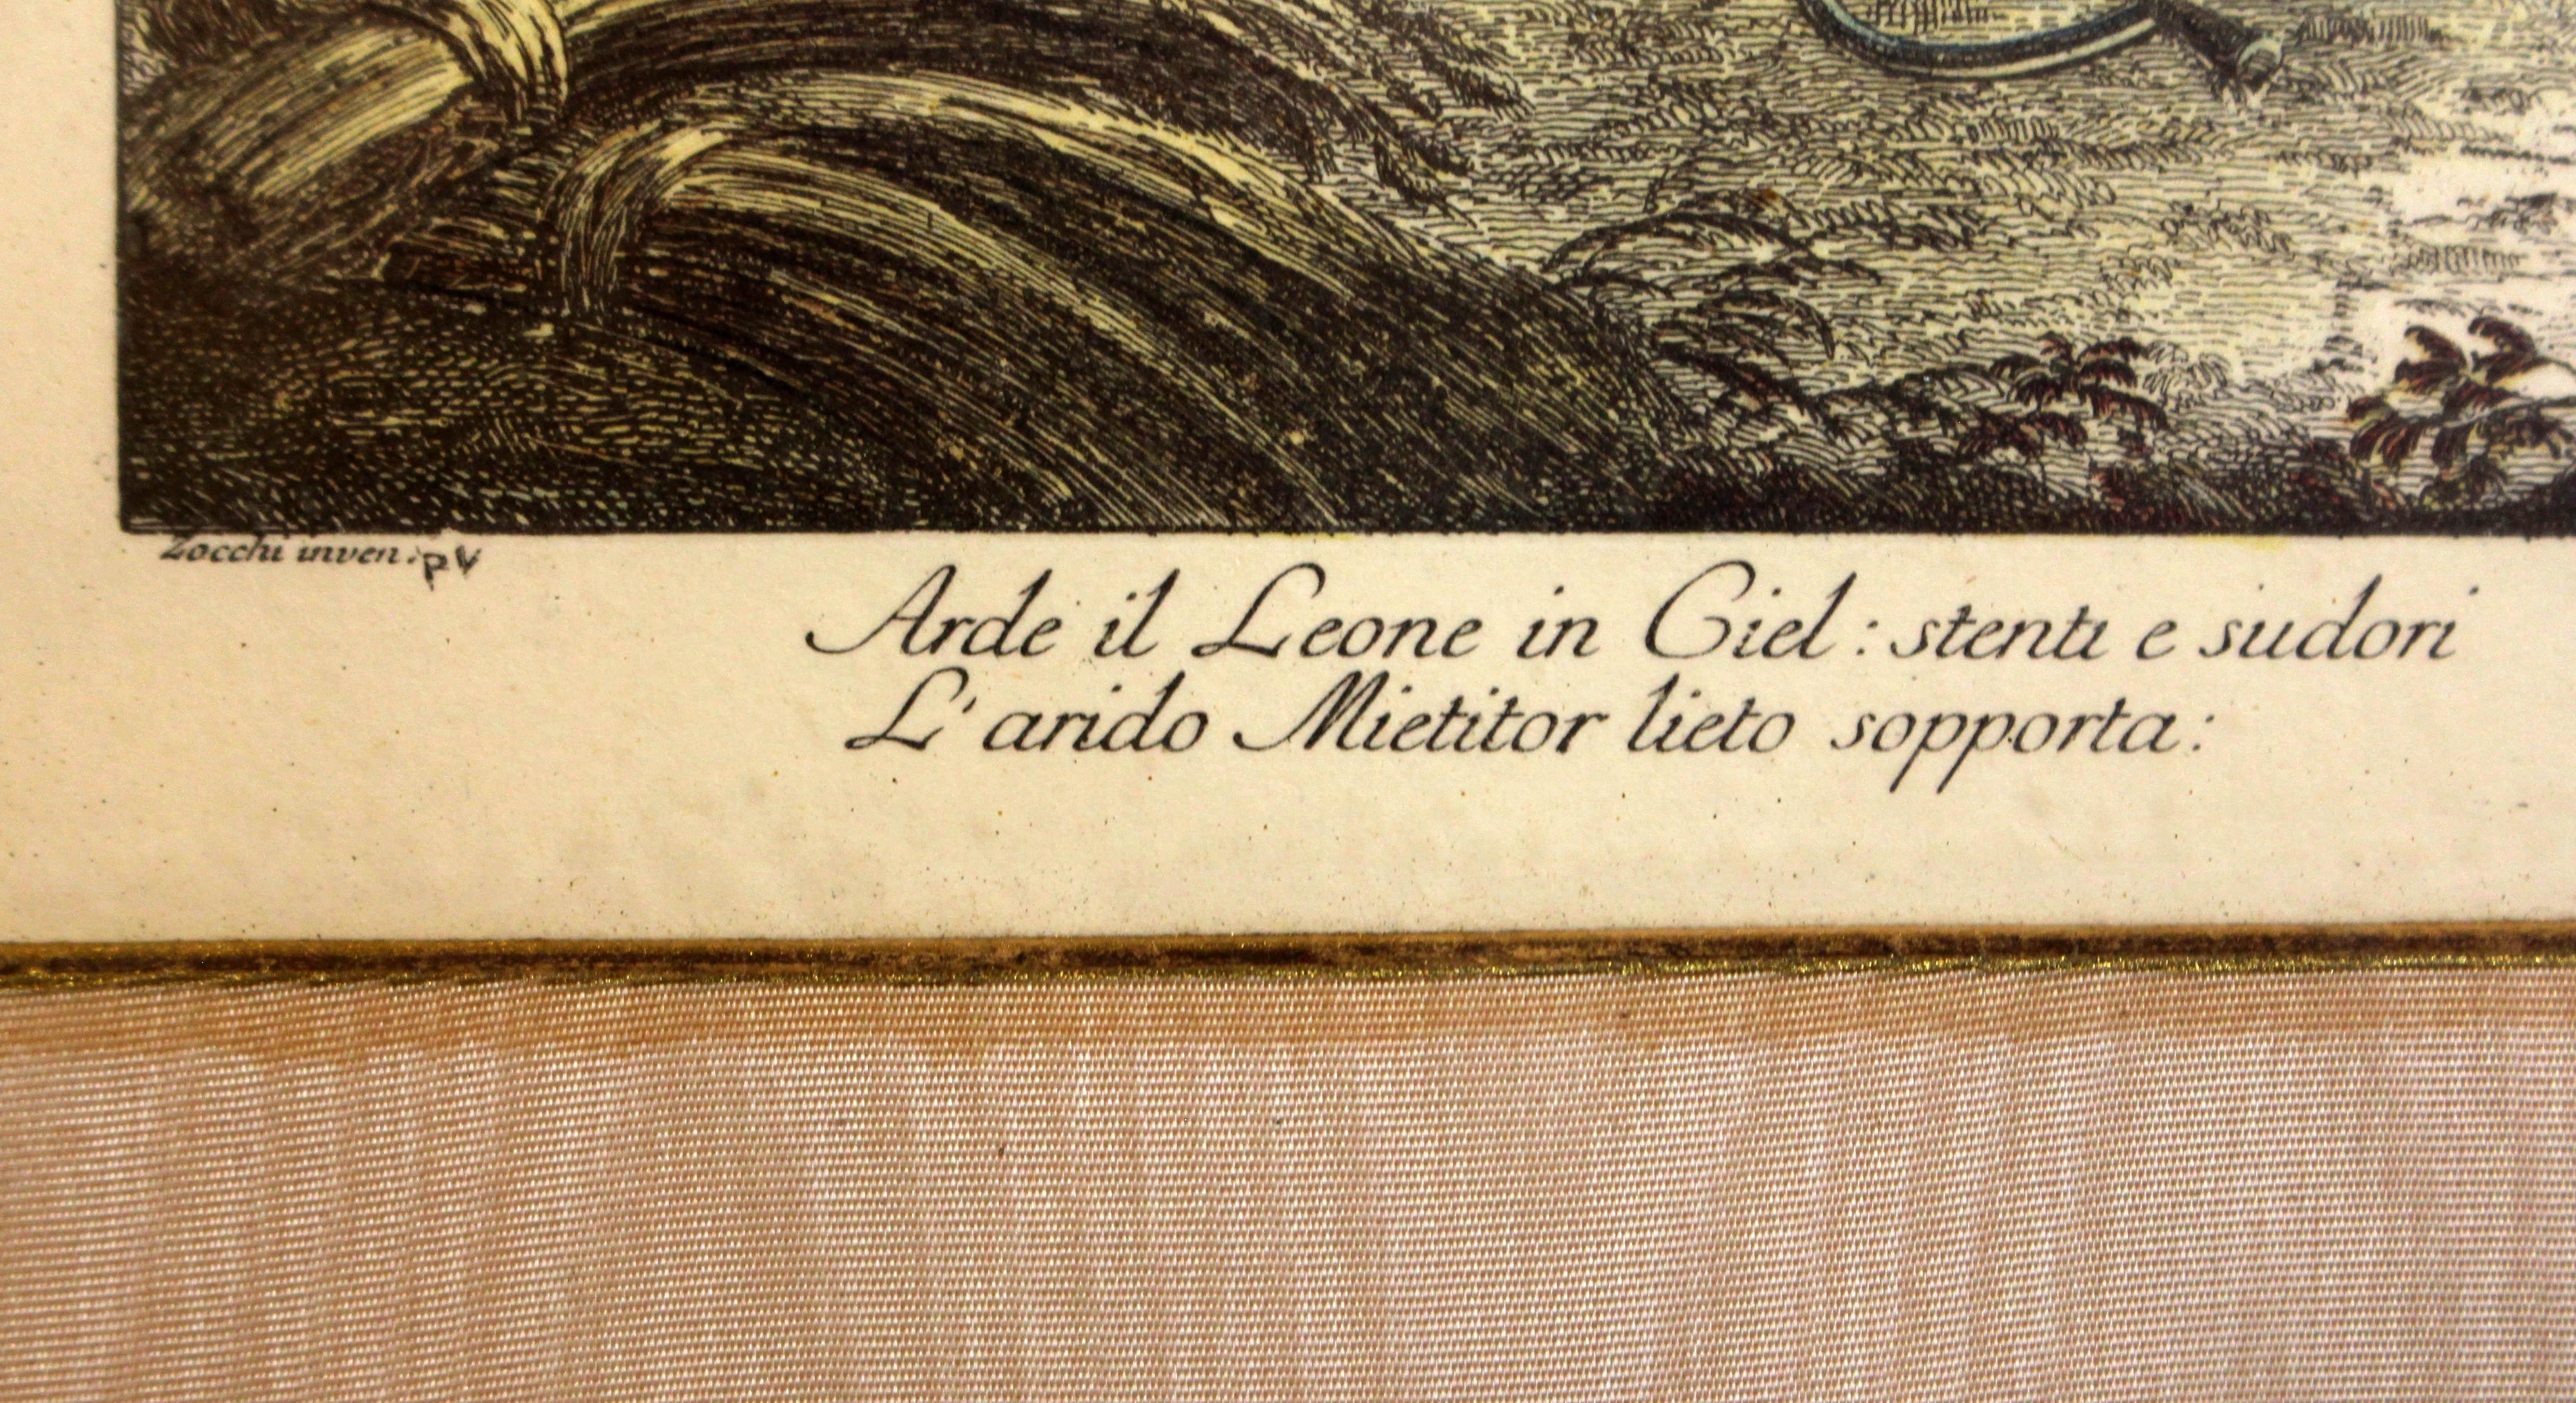 Zocchi inven. pV
Arde il Leone in Ciel: stenti e sudori
L'arido Mietitor lieto sopporta: